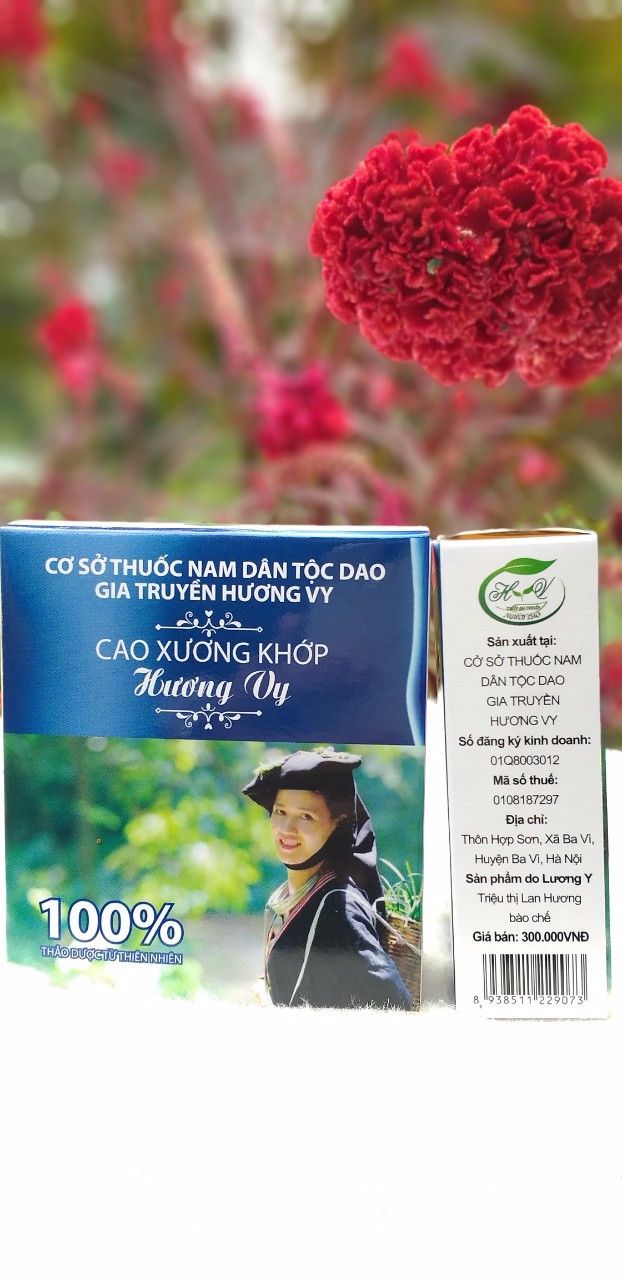 CƠ SỞ THUỐC NAM DÂN TỘC DAO
GIA TRUYỀN HƯƠNG VY
CAO XƯƠNG KHỚP
Hương Vy
100%
THẢO DƯỢC TỪ THIÊN NHIÊN
H V
Sản xuất tại:
CỞ SỞ THUỐC NAM
DÂN TỘC DAO
GIA TRUYỀN
HƯƠNG VY
Số đăng ký kinh doanh:
01Q8003012
Mã số thuế:
0108187297
Địa chỉ:
Thôn Hợp Sơn, Xã Ba Vì,
Huyện Ba Vì, Hà Nội
Sản phẩm do Lương Y
Triệu thị Lan Hương
bào chế
Giá bán: 300.000VNĐ
8 938511 229073